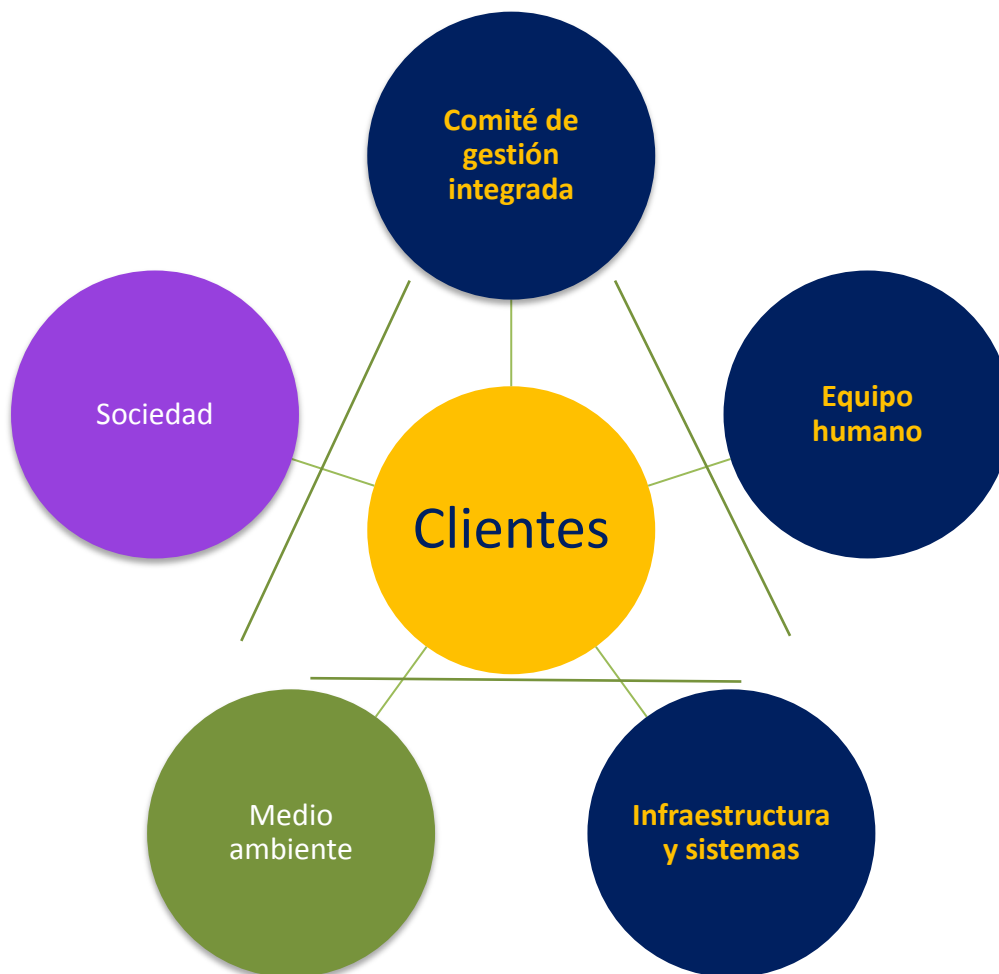 Comité de
gestión
integrada
Sociedad
Equipo
humano
Clientes
Medio
ambiente
Infraestructura
y sistemas